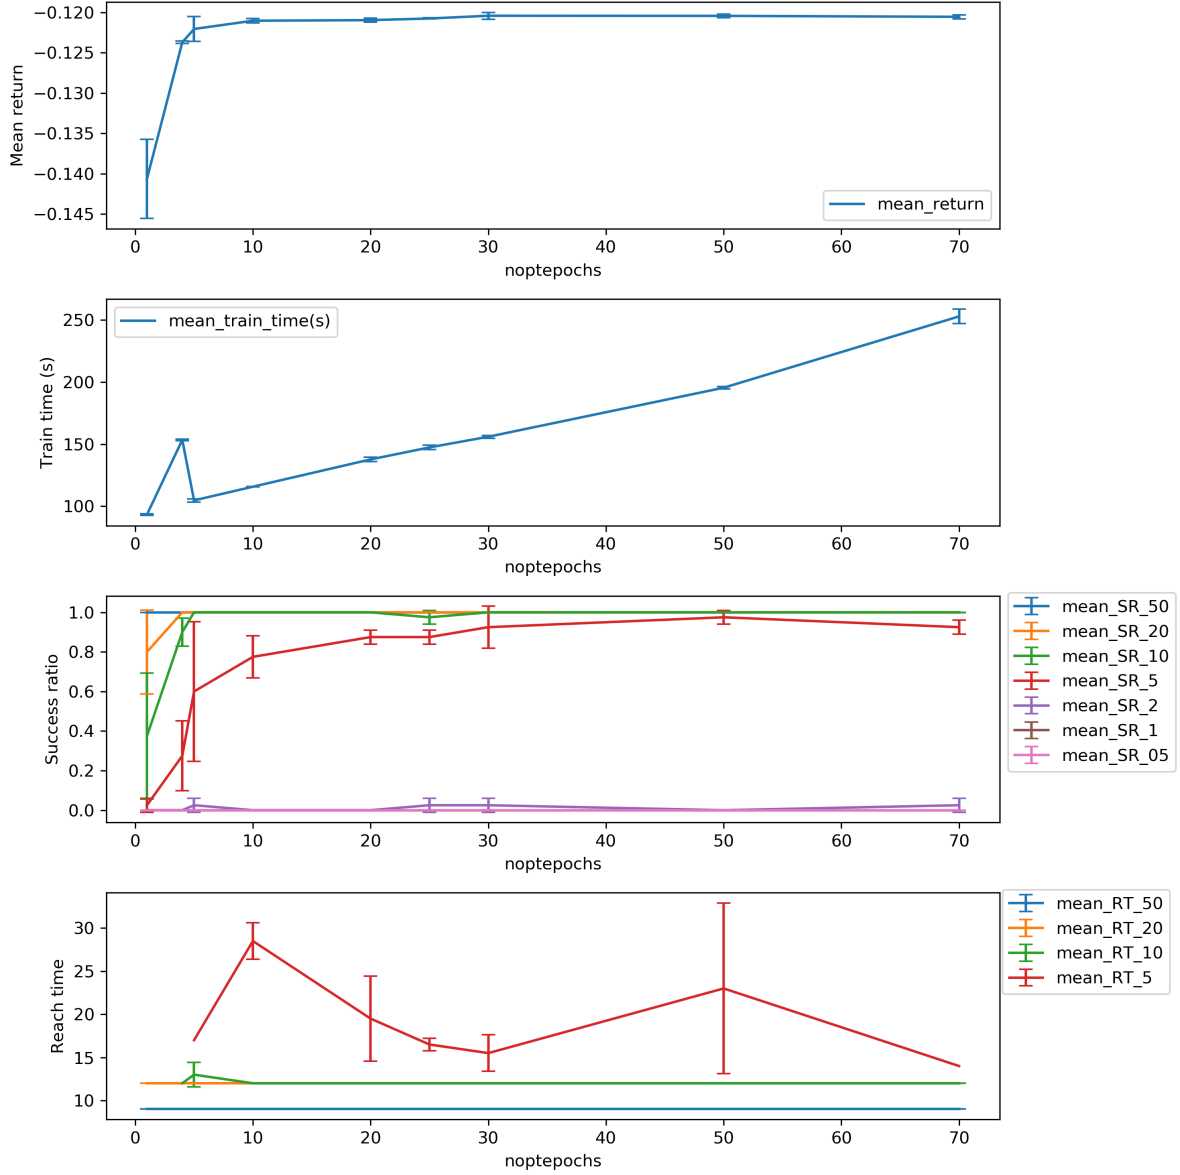 −0.120
−0.125
−0.130
−0.135
−0.140
−0.145
Mean return
mean_return
0 10 20 30 40 50 60 70
noptepochs
250
200
150
100
Train time (s)
mean_train_time(s)
0 10 20 30 40 50 60 70
noptepochs
1.0
0.8
0.6
0.4
0.2
0.0
Success ratio
mean_SR_50
mean_SR_20
mean_SR_10
mean_SR_5
mean_SR_2
mean_SR_1
mean_SR_05
0 10 20 30 40 50 60 70
noptepochs
30
25
20
15
10
Reach time
mean_RT_50
mean_RT_20
mean_RT_10
mean_RT_5
0 10 20 30 40 50 60 70
noptepochs